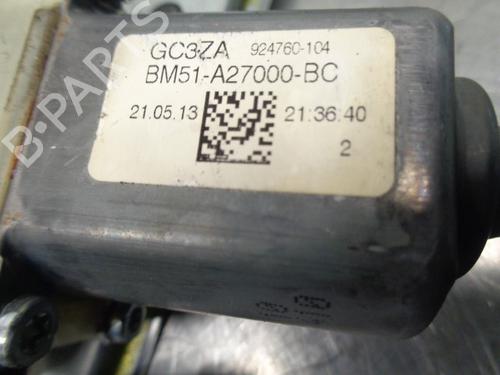 GC3ZA 924760-104
BM51-A27000-BC
21.05.13 21:36:40
2
B-PARTS